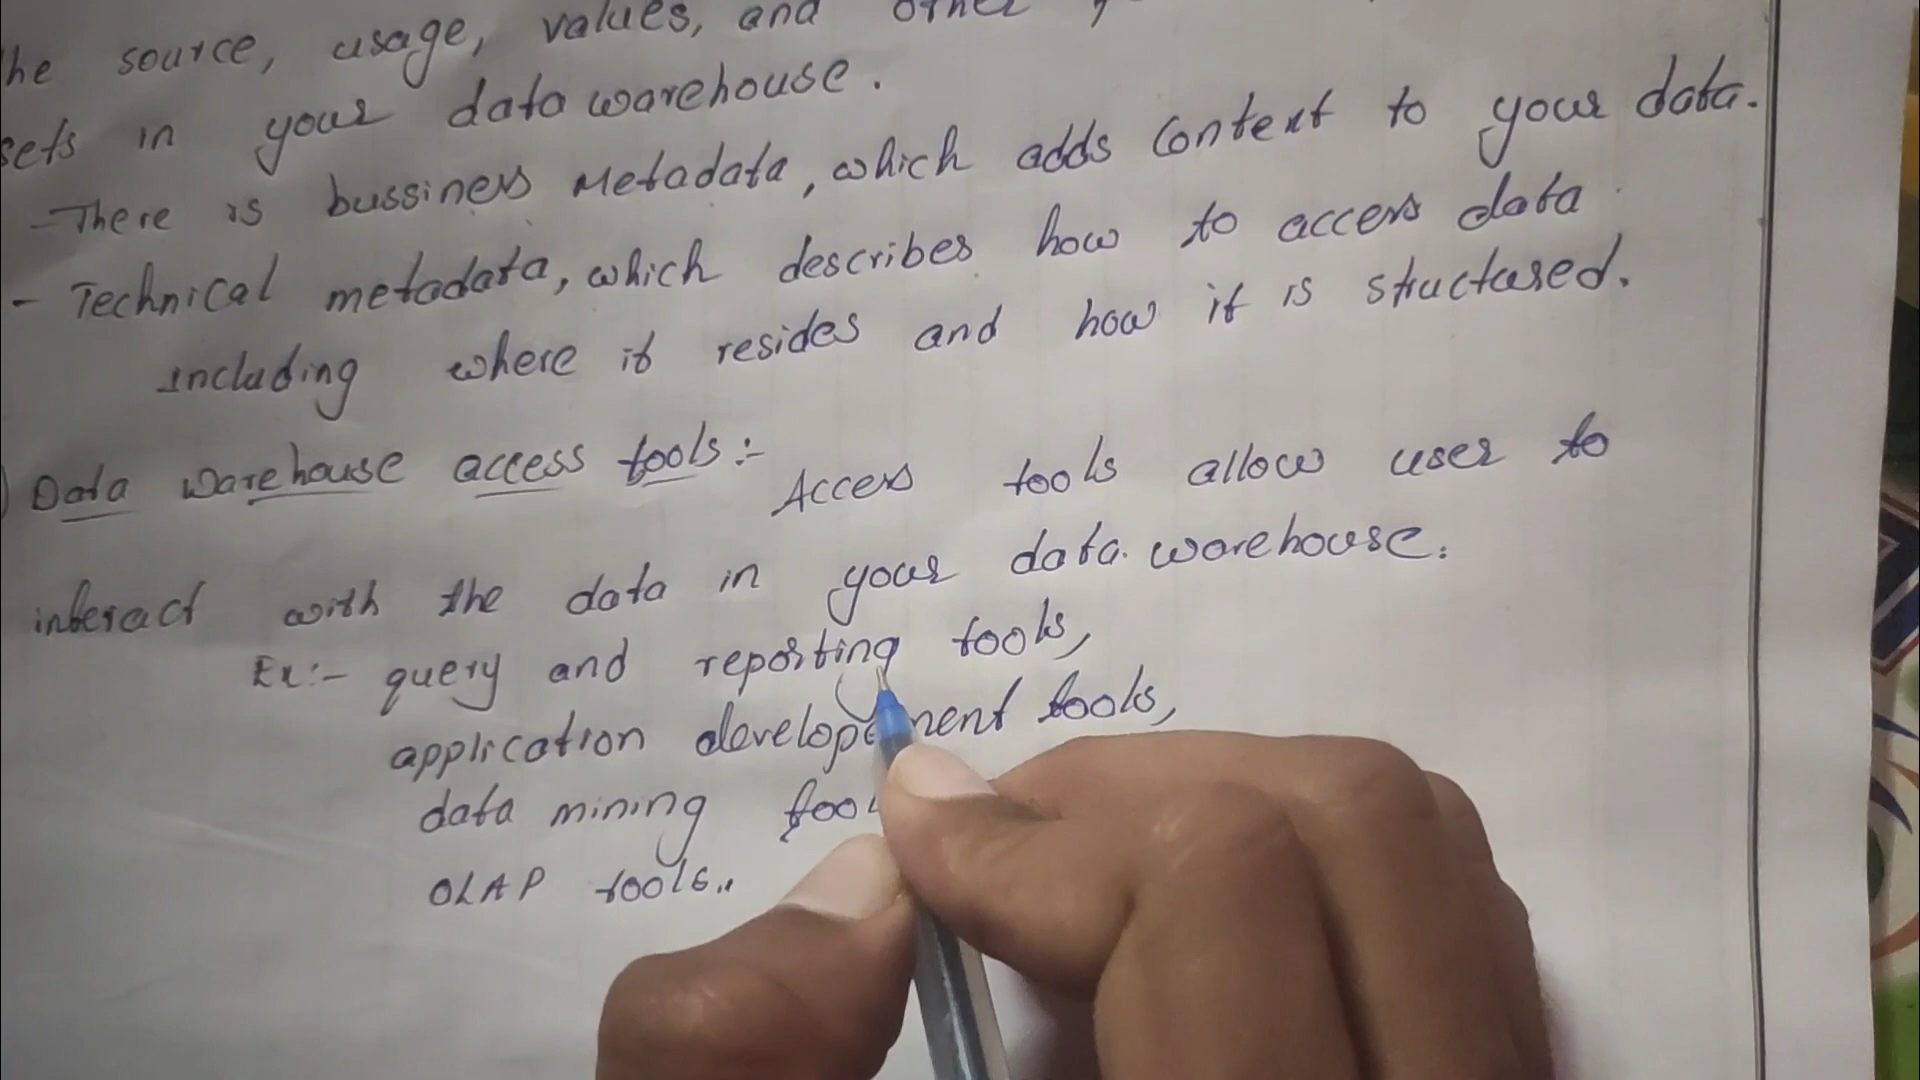 he source, usage, values, and other
sets in your data warehouse.
- There is bussiness Metadata, which adds context to your data.
- Technical metadata, which describes how to access data
including where it resides and how it is structured.
) Data warehouse access tools :- Access tools allow user to
interact with the data in your data. warehouse.
Ex:- query and reporting tools,
application development tools,
data mining tool
OLAP tools..